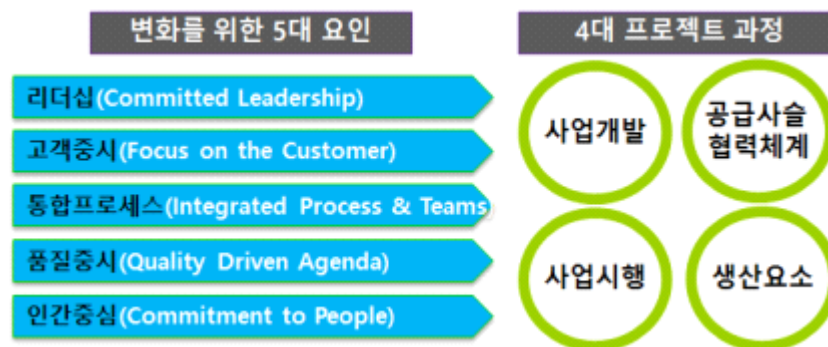 변화를 위한 5대 요인
리더십(Committed Leadership)
고객중시(Focus on the Customer)
통합프로세스(Integrated Process & Teams)
품질중시(Quality Driven Agenda)
인간중심(Commitment to People)
4대 프로젝트 과정
사업개발
공급사슬
협력체계
사업시행
생산요소